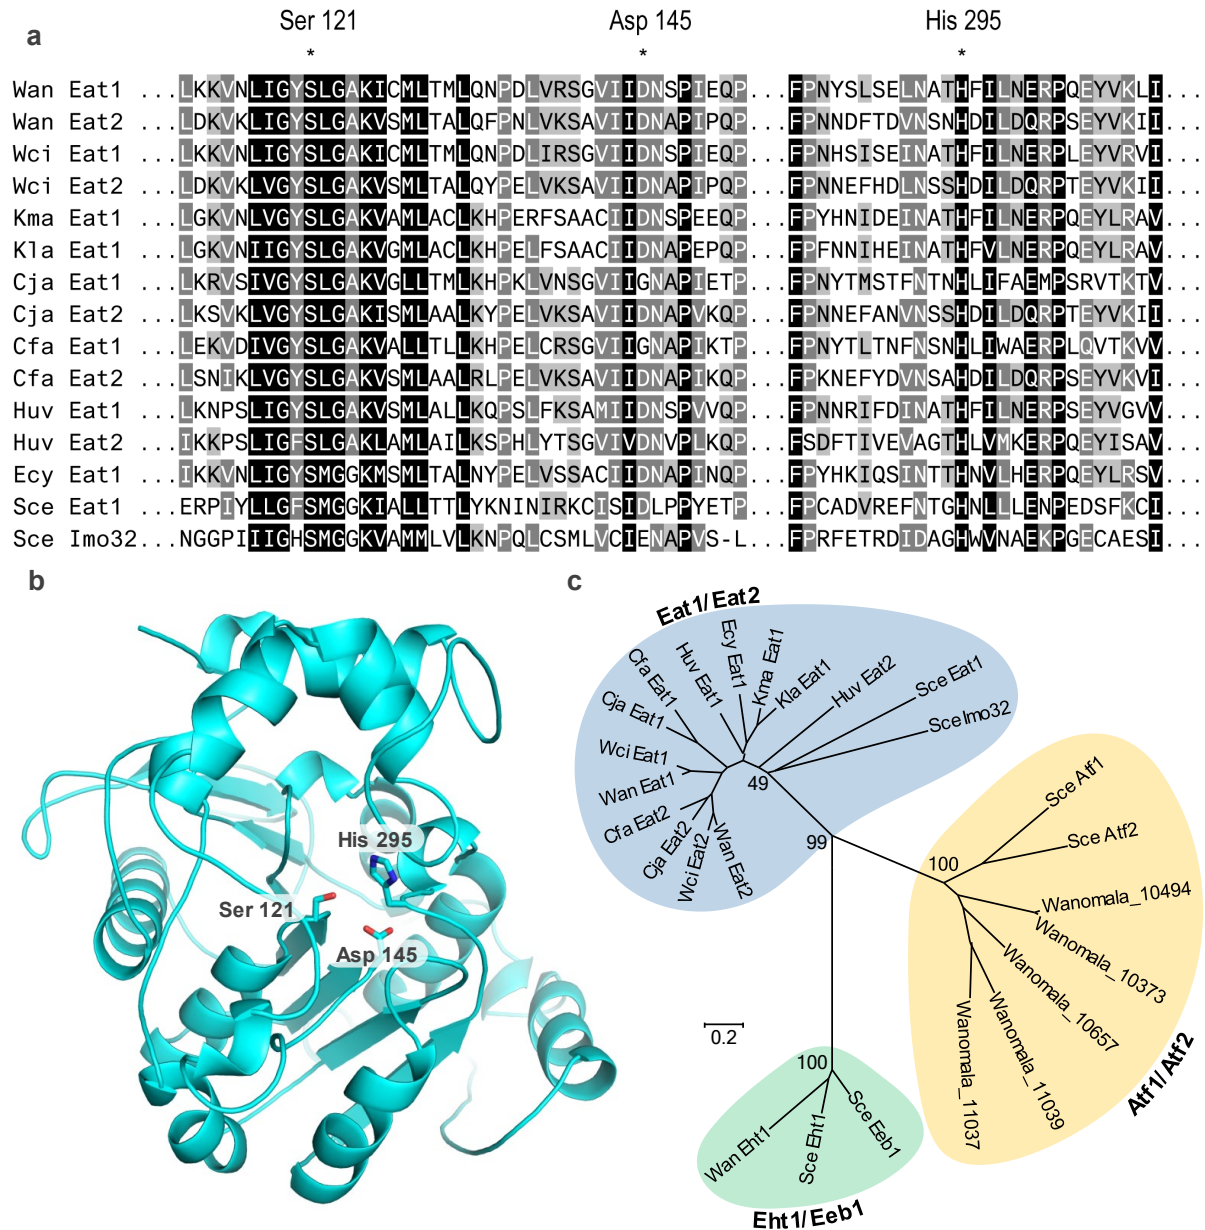 a
Ser 121 Asp 145 His 295
* * *
Wan Eat1 ...LKKVNLIGYSLGAKICMLTMLQNPDLVRSGVIIDNSPIEQP...FPNYSLSELNATHFILNERPQEYVKLI...
Wan Eat2 ...LDKVKLIGYSLGAKVSMLTALQFPNLVKSAVIIDNAPIPQP...FPNNDFTDVNSNHDILDQRPSEYVKII...
Wci Eat1 ...LKKVNLIGYSLGAKICMLTMLQNPDLIRSGVIIDNSPIEQP...FPNHSISEINATHFILNERPLEYVRVI...
Wci Eat2 ...LDKVKLVGYSLGAKVSMLTALQYPELVKSAVIIDNAPIPQP...FPNNEFHDLNSSHDILDQRPTEYVKII...
Kma Eat1 ...LGKVNLVGYSLGAKVAMLACLKHPERFSAACIIDNSPEEQP...FPYHNIDEINATHFILNERPQEYLRAV...
Kla Eat1 ...LGKVNIIGYSLGAKVGMLACLKHPELFSAACIIDNAPEPQP...FPFNNIHEINATHFVLNERPQEYLRAV...
Cja Eat1 ...LKRVSIVGYSLGAKVGLLTMLKHPKLVNSGVIIGNAPIETP...FPNYTMSTFNTNHLIFAEMPSRVTKTV...
Cja Eat2 ...LKSVKLVGYSLGAKISMLAALKYPELVKSAVIIDNAPVKQP...FPNNEFANVNSSHDILDQRPTEYVKII...
Cfa Eat1 ...LEKVDIVGYSLGAKVALLTLLKHPELCRSGVIIGNAPIKTP...FPNYTLTNFNSNHLIWAERPLQVTKVV...
Cfa Eat2 ...LSNIKLVGYSLGAKVSMLAALRLPELVKSAVIIDNAPIKQP...FPKNEFYDVNSAHDILDQRPSEYVKVI...
Huv Eat1 ...LKNPSLIGYSLGAKVSMLALLKQPSLFKSAMIIDNSPVVQP...FPNNRIFDINATHFILNERPSEYVGVV...
Huv Eat2 ...IKKPSLIGFSLGAKLAMLAILKSPHLYTSGVIVDNVPLKQP...FSDFTIVEVAGTHLVMKERPQEYISAV...
Ecy Eat1 ...IKKVNLIGYSMGGKMSMLTALNYPELVSSACIIDNAPINQP...FPYHKIQSINTTHNVLHERPQEYLRSV...
Sce Eat1 ...ERPIYLLGFSMGGKIALLTTLYKNINIRKCISIDLPPYETP...FPCADVREFNTGHNLLLENPEDSFKCI...
Sce Imo32...NGGPIIIGHSMGGKVAMMLVLKNPQLCSMLVCIENAPVS-L...FPRFETRDIDAGHWVNAEKPGECAESI...
b
His 295
Ser 121
Asp 145
c
Eat1/Eat2
Cfa Eat1
Huv Eat1
Ecy Eat1
Kma Eat1
Kla Eat1
Huv Eat2
Sce Eat1
Sce Imo32
Cja Eat1
Wci Eat1
Wan Eat1
Cfa Eat2
Cja Eat2
Wci Eat2
Wan Eat2
49
99
100
Sce Atf1
Sce Atf2
Wanomala_10494
Wanomala_10373
Wanomala_10657
Wanomala_11039
Wanomala_11037
Atf1/Atf2
0.2
100
Wan Eht1
Sce Eht1
Sce Eeb1
Eht1/Eeb1